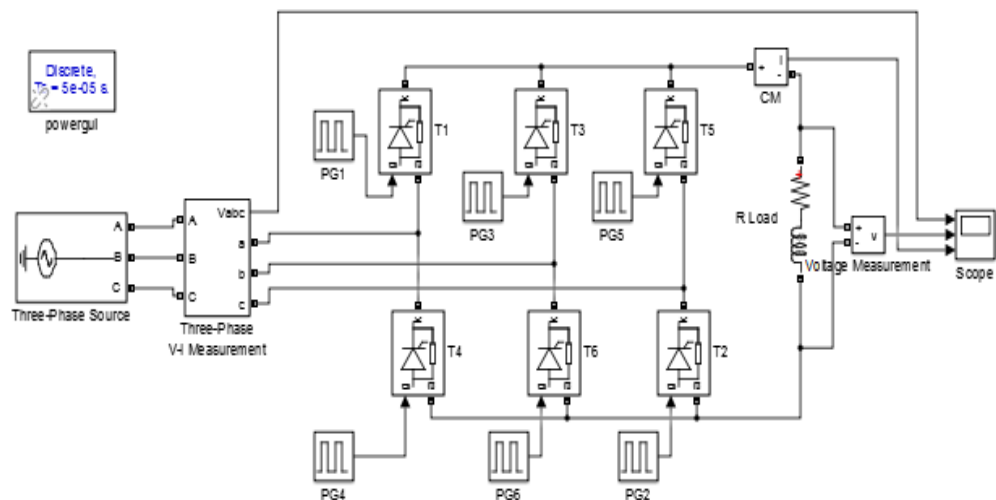 Discrete,
= 5e-05 s.
powergui
A
B
C
Three-Phase Source
A
B
C
Vabc
a
b
c
Three-Phase
V-I Measurement
PG1
T1
PG3
T3
PG5
T5
+
-
i
CM
R Load
+
-
v
Voltage Measurement
Scope
T4
T6
T2
PG4
PG6
PG2